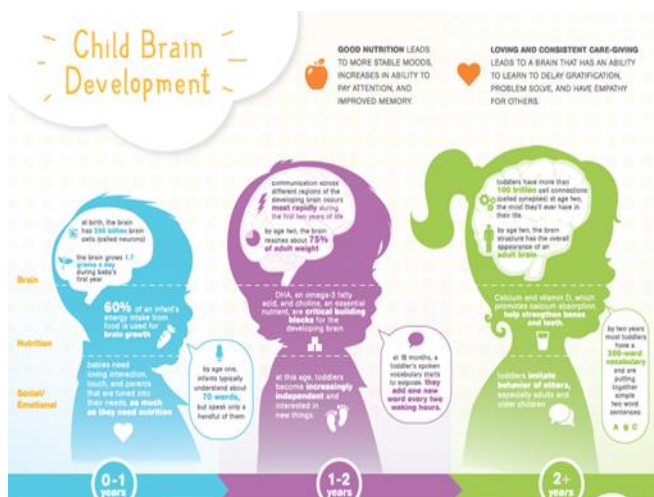 Child Brain
Development
GOOD NUTRITION LEADS
TO MORE STABLE MOODS,
INCREASES IN ABILITY TO
PAY ATTENTION, AND
IMPROVED MEMORY.
LOVING AND CONSISTENT CARE-GIVING
LEADS TO A BRAIN THAT HAS AN ABILITY
TO LEARN TO DELAY GRATIFICATION,
PROBLEM SOLVE, AND HAVE EMPATHY
FOR OTHERS.
Brain
Nutrition
Social/
Emotional
at birth, the brain
has 200 billion brain
cells (called neurons)
the brain grows 1.7
grams a day
during baby's
first year
60% of an infant's
energy intake from
food is used for
brain growth
babies need
loving interaction,
touch, and parents
that are tuned into
their needs, as much
as they need nutrition
by age one,
infants typically
understand about
70 words,
but speak only a
handful of them
0-1
years
communication across
different regions of the
developing brain occurs
most rapidly during
the first two years of life
by age two, the brain
reaches about 75%
of adult weight
DHA, an omega-3 fatty
acid, and choline, an essential
nutrient, are critical building
blocks for the
developing brain
at this age, toddlers
become increasingly
independent and
interested in
new things.
at 18 months, a
toddler's spoken
vocabulary starts
to explode. they
add one new
word every two
waking hours.
1-2
years
toddlers have more than
100 trillion cell connections
(called synapses) at age two,
the most they'll ever have in
their life.
by age two, the brain
structure has the overall
appearance of an
adult brain
Calcium and vitamin D, which
promotes calcium absorption,
help strengthen bones
and teeth.
toddlers imitate
behavior of others,
especially adults and
older children
by two years
most toddlers
have a
300-word
vocabulary
and are
putting
together
simple
two word
sentences.
A B C
2+
years